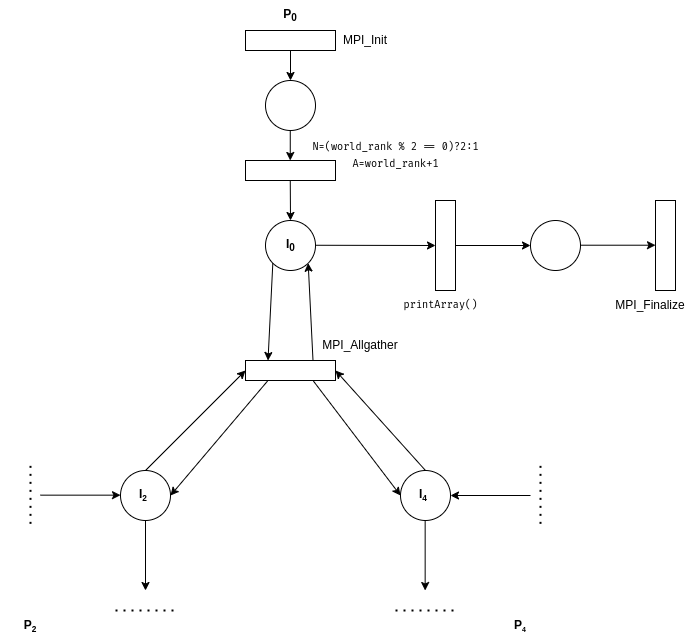 P0
MPI_Init
N=(world_rank % 2 == 0)?2:1
A=world_rank+1
I0
printArray()
MPI_Finalize
MPI_Allgather
I2
I4
P2
P4